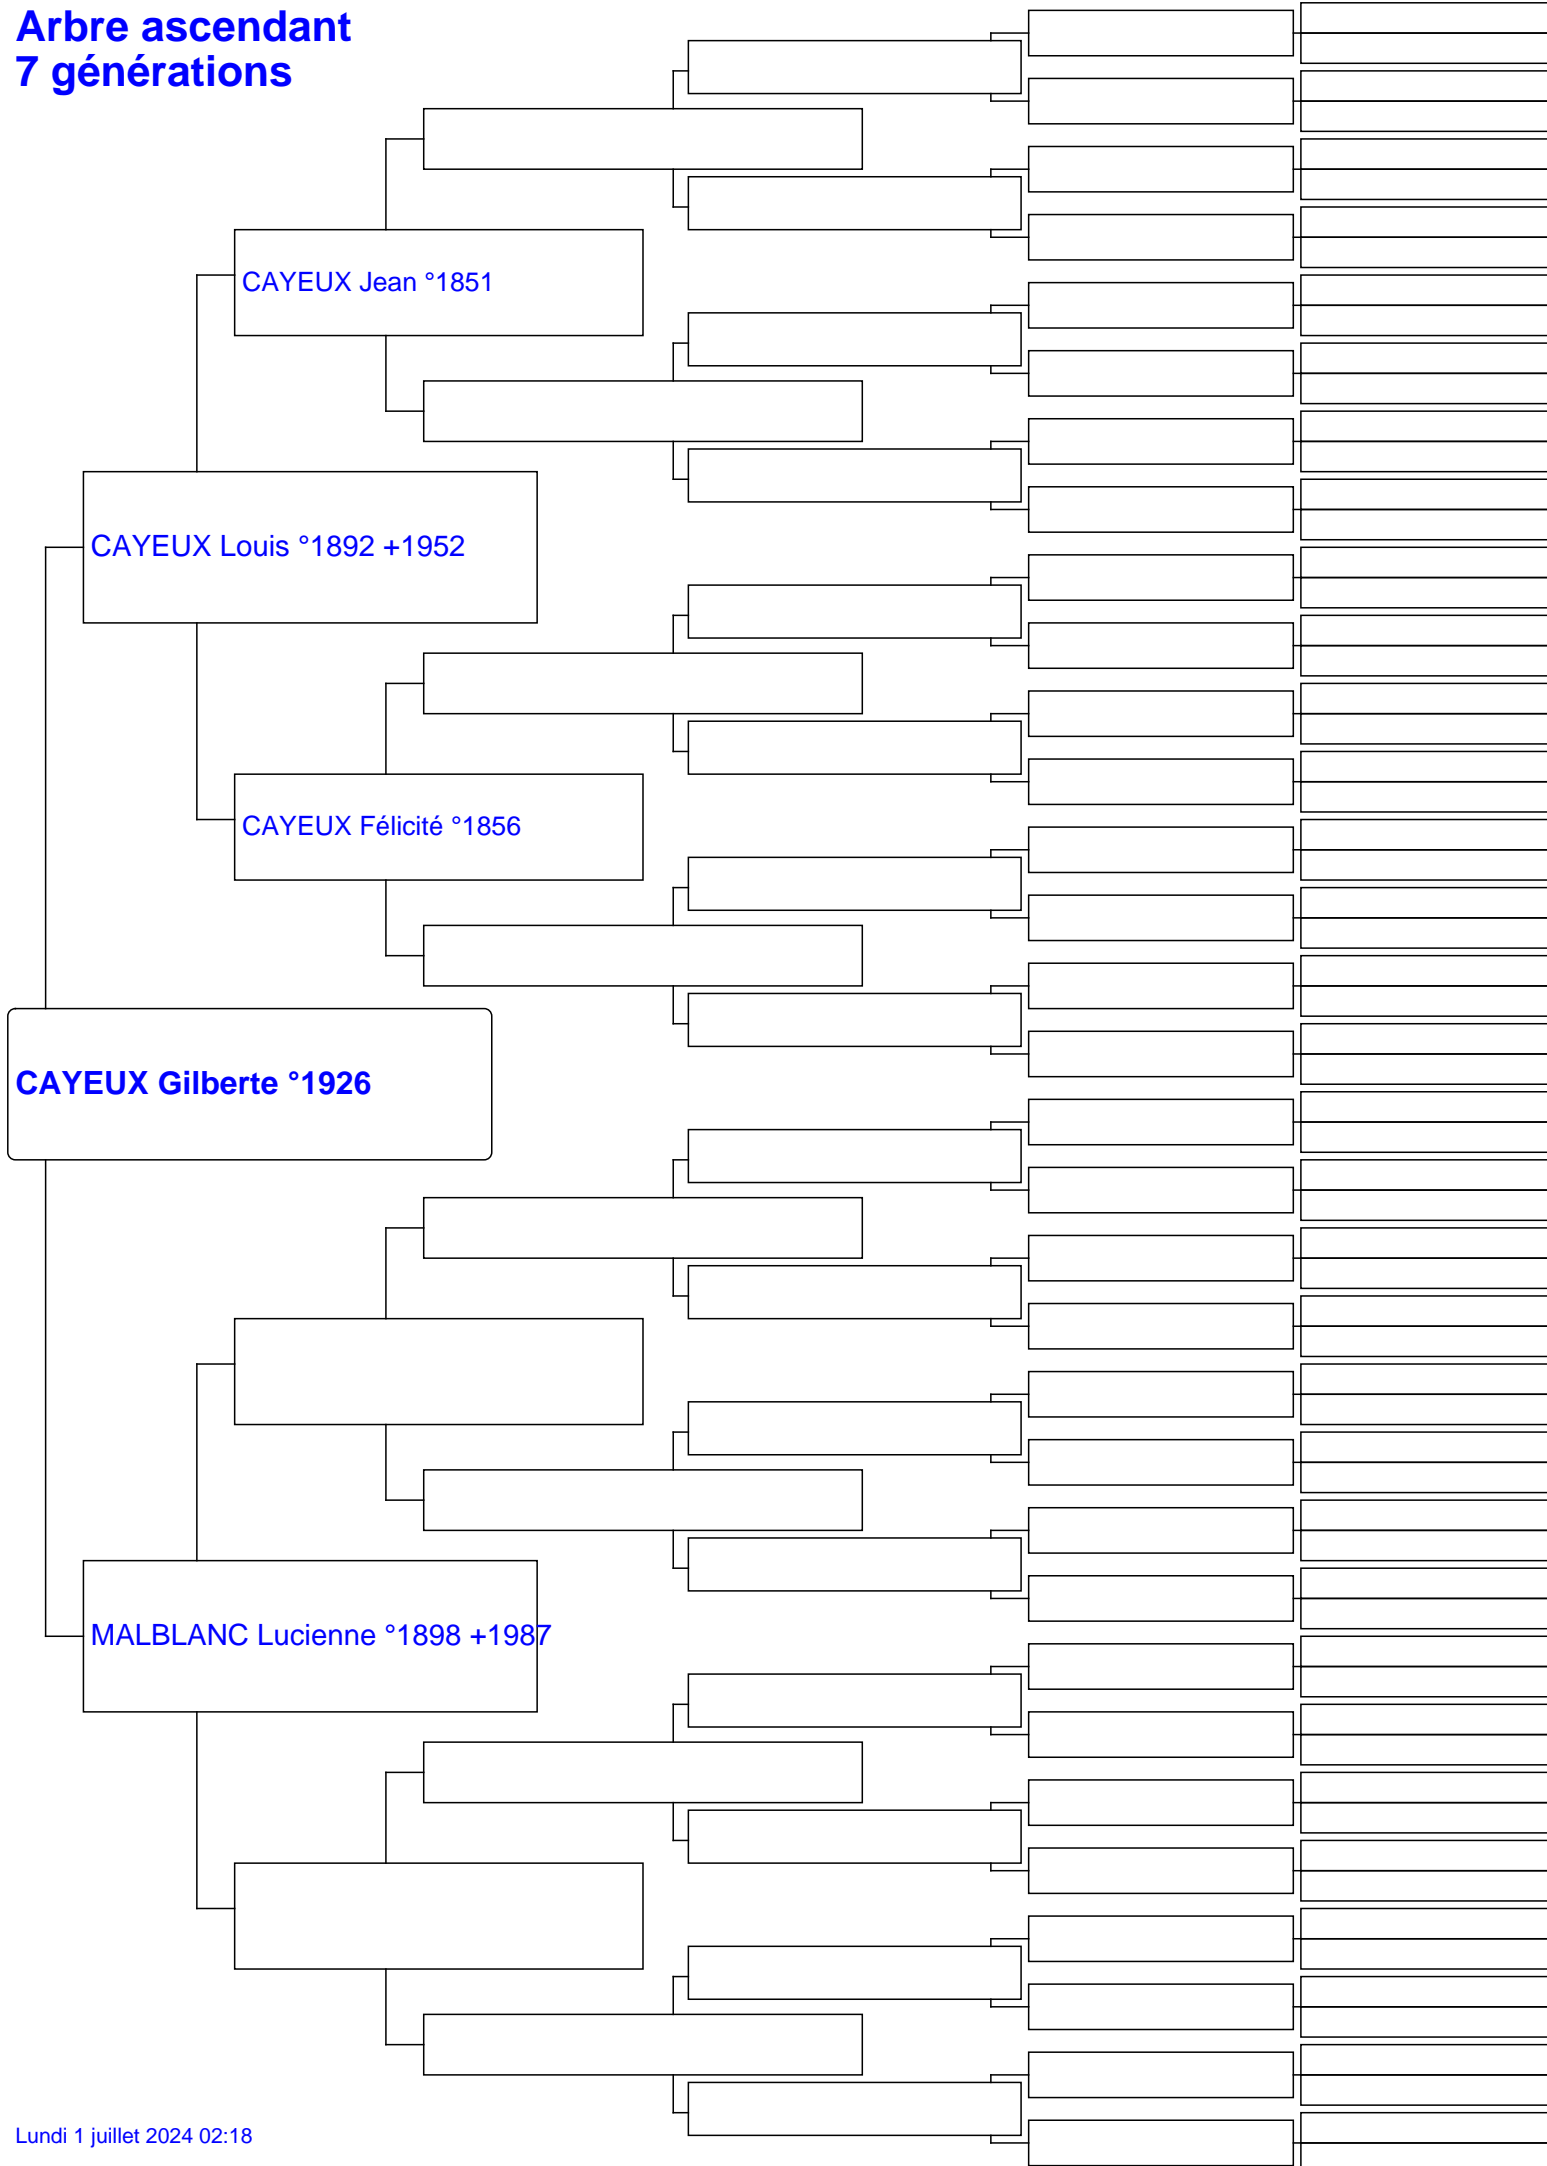 Arbre ascendant
7 générations
CAYEUX Jean °1851
CAYEUX Louis °1892 +1952
CAYEUX Félicité °1856
CAYEUX Gilberte °1926
MALBLANC Lucienne °1898 +1987
Lundi 1 juillet 2024 02:18